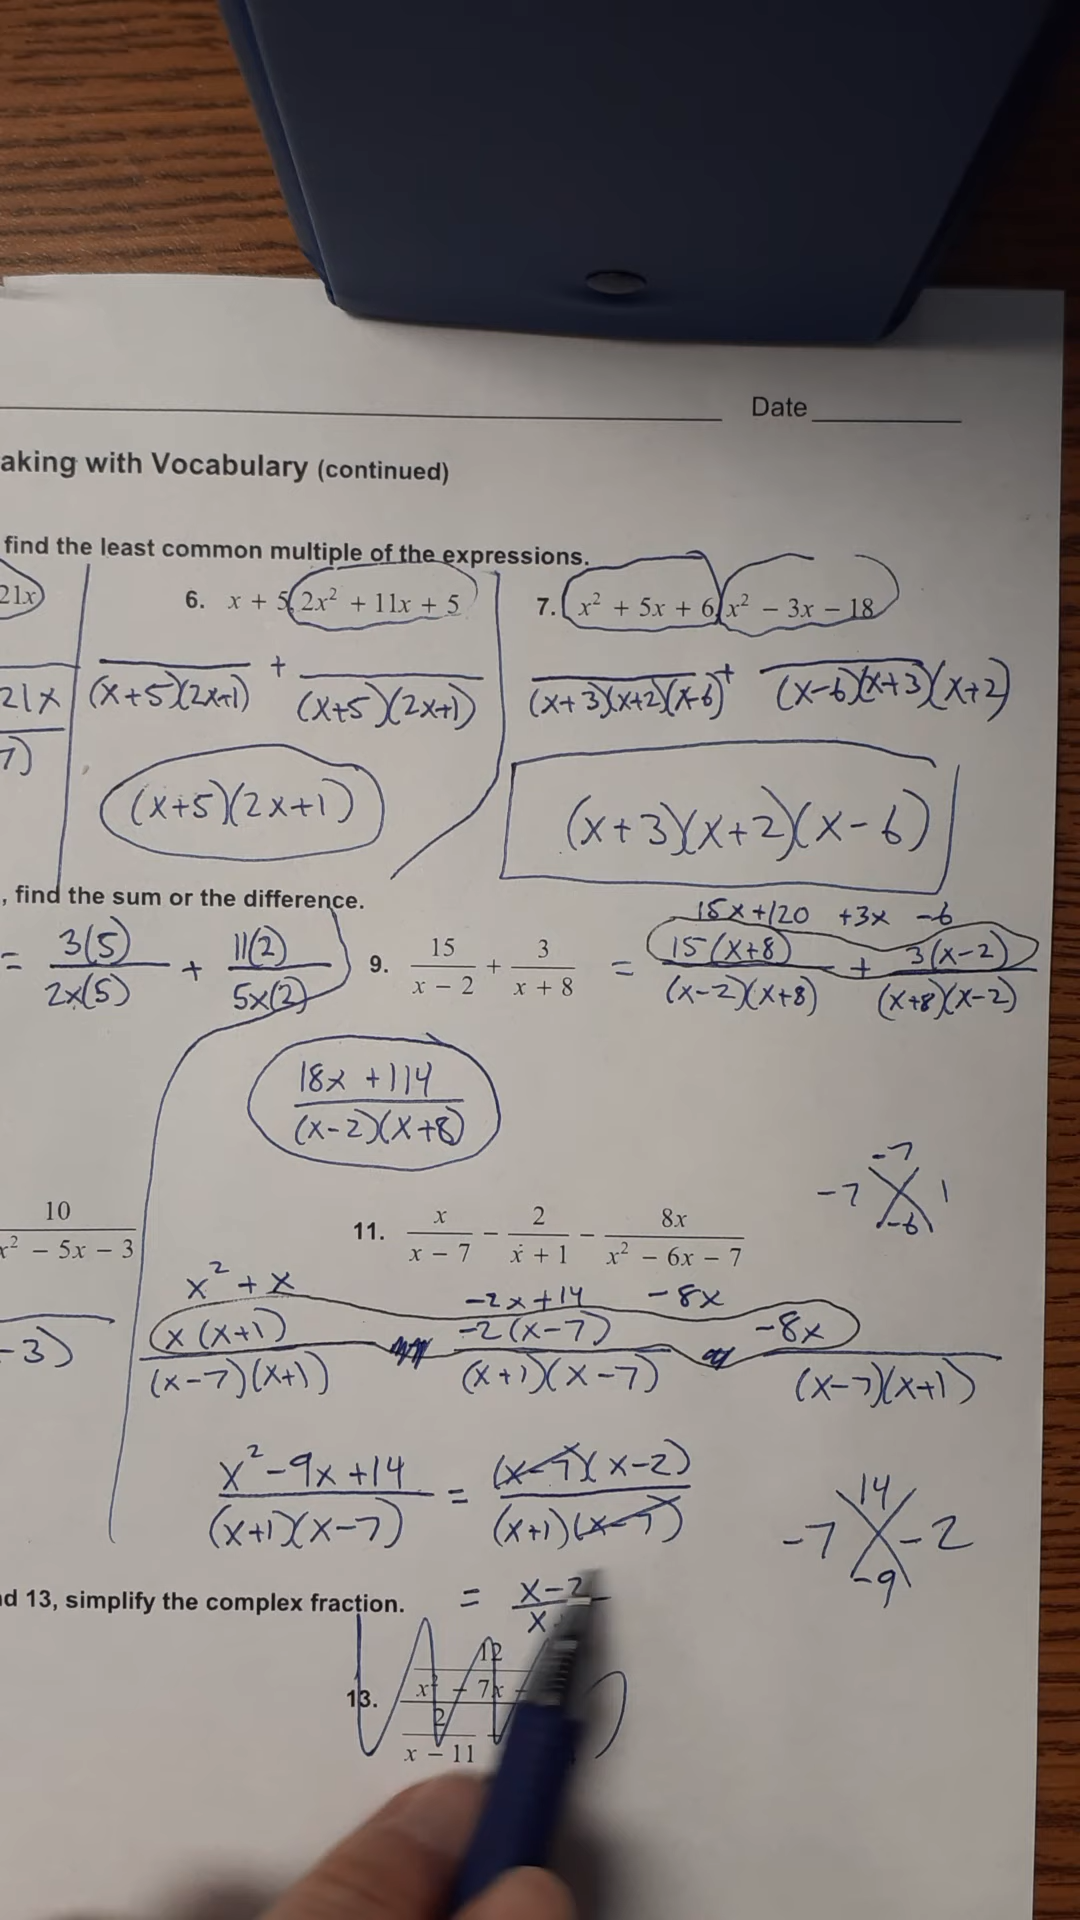 Date
aking with Vocabulary (continued)
find the least common multiple of the expressions.
21x
6. x + 5, 2x² + 11x + 5
7. x² + 5x + 6, x² − 3x − 18
21x
7)
/(x+5)(2x+1) + /(x+5)(2x+1)
/(x+3)(x+2)(x-6) + /(x-6)(x+3)(x+2)
(x+5)(2x+1)
(x+3)(x+2)(x-6)
, find the sum or the difference.
= 3(5)/2x(5) + 11(2)/5x(2)
15x+120 +3x -6
9. 15/(x − 2) + 3/(x + 8) = 15(x+8)/(x-2)(x+8) + 3(x-2)/(x+8)(x-2)
18x + 114/(x-2)(x+8)
-7
-7 1
-6
10/x² − 5x − 3
11. x/(x − 7) − 2/(x + 1) − 8x/(x² − 6x − 7)
x² + x -2x+14 -8x
-3)
x(x+1)/(x-7)(x+1) -2(x-7)/(x+1)(x-7) -8x/(x-7)(x+1)
x²-9x+14/(x+1)(x-7) = (x-7)(x-2)/(x+1)(x-7)
14
-7 -2
-9
d 13, simplify the complex fraction.
= x-2/x
13. 12/x² − 7x
2/x − 11